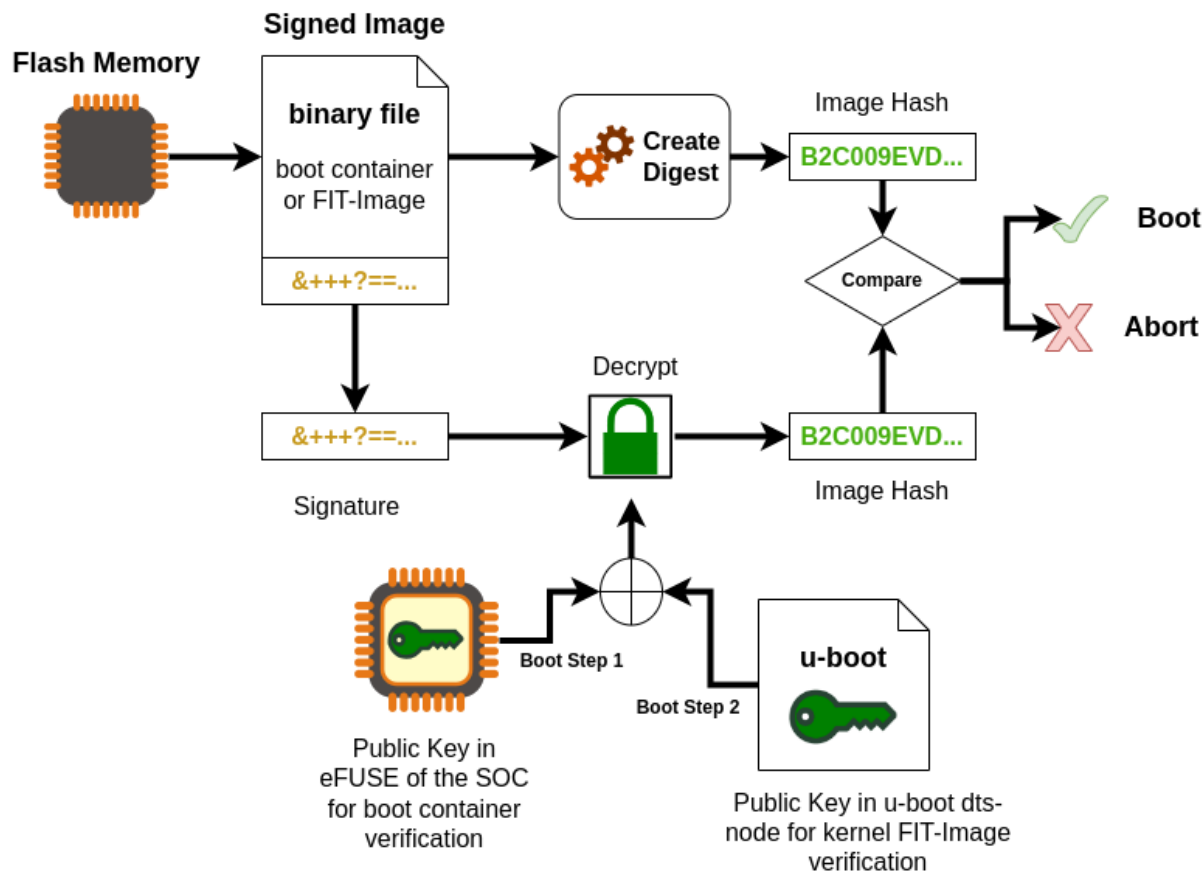 Signed Image
Flash Memory
binary file
boot container
or FIT-Image
&+++?==...
Create
Digest
Image Hash
B2C009EVD...
Compare
Boot
Abort
Decrypt
&+++?==...
Signature
B2C009EVD...
Image Hash
Boot Step 1
Boot Step 2
u-boot
Public Key in
eFUSE of the SOC
for boot container
verification
Public Key in u-boot dts-
node for kernel FIT-Image
verification